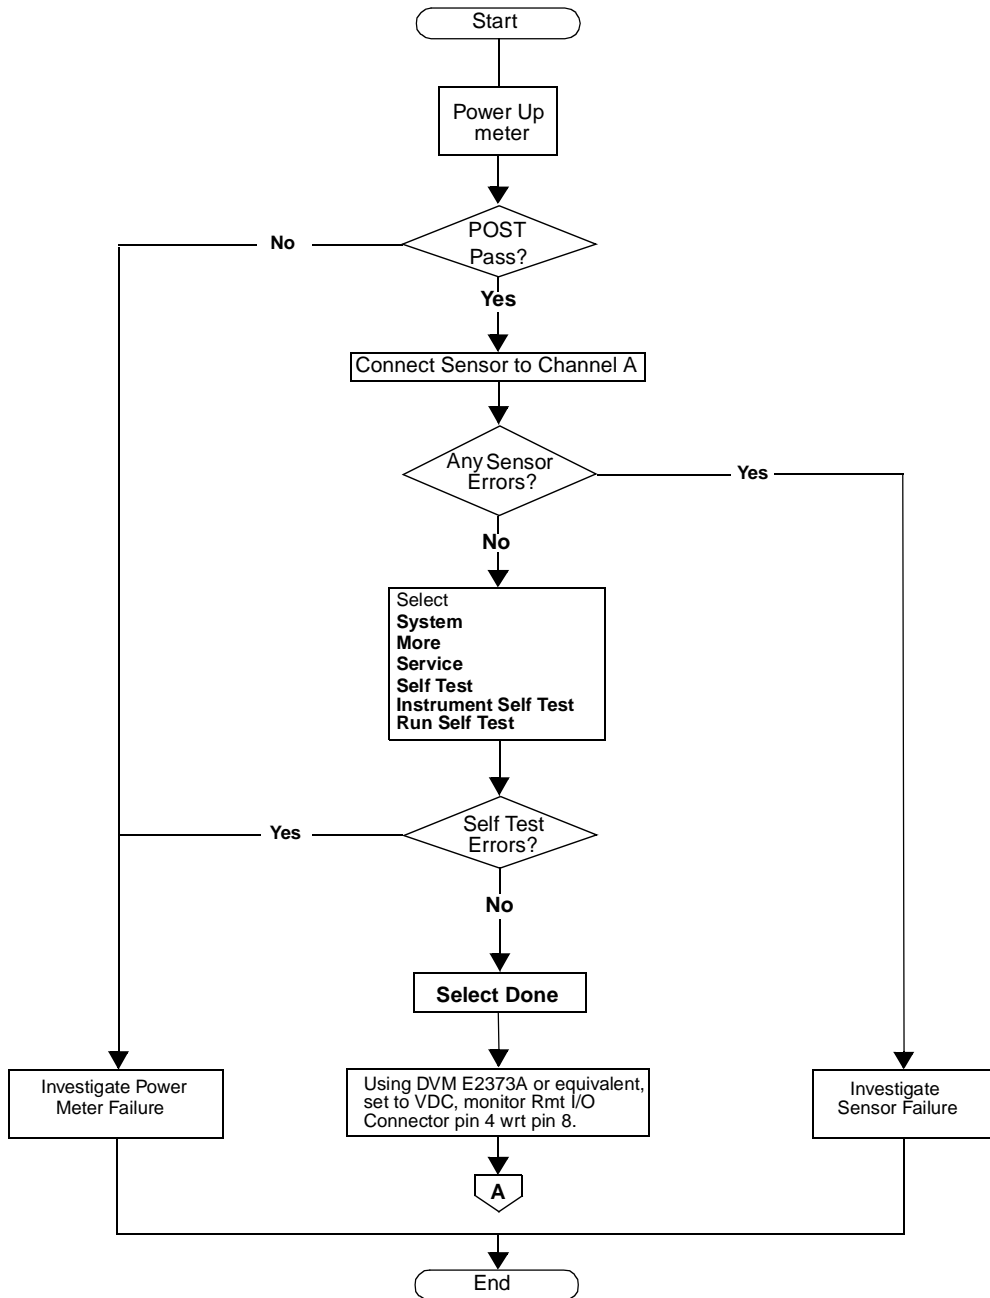 Start
Power Up
meter
POST
Pass?
No
Yes
Connect Sensor to Channel A
Any Sensor
Errors?
Yes
No
Select
System
More
Service
Self Test
Instrument Self Test
Run Self Test
Self Test
Errors?
Yes
No
Select Done
Investigate Power
Meter Failure
Using DVM E2373A or equivalent,
set to VDC, monitor Rmt I/O
Connector pin 4 wrt pin 8.
Investigate
Sensor Failure
A
End